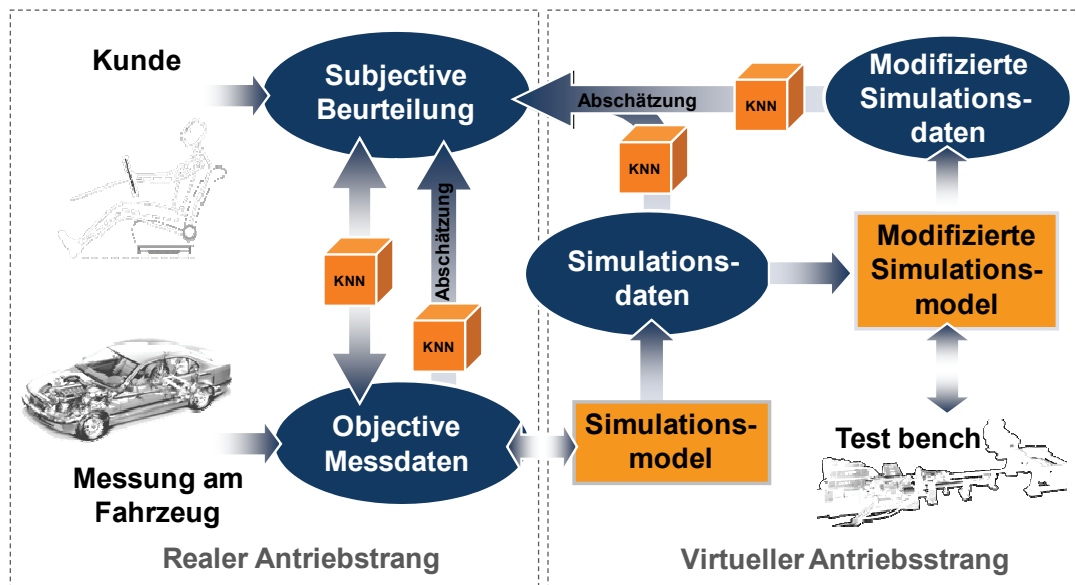 Kunde
Subjective
Beurteilung
Abschätzung
KNN
Modifizierte
Simulations-
daten
KNN
KNN
Abschätzung
Simulations-
daten
Modifizierte
Simulations-
model
KNN
Messung am
Fahrzeug
Objective
Messdaten
Simulations-
model
Test bench
Realer Antriebstrang
Virtueller Antriebsstrang